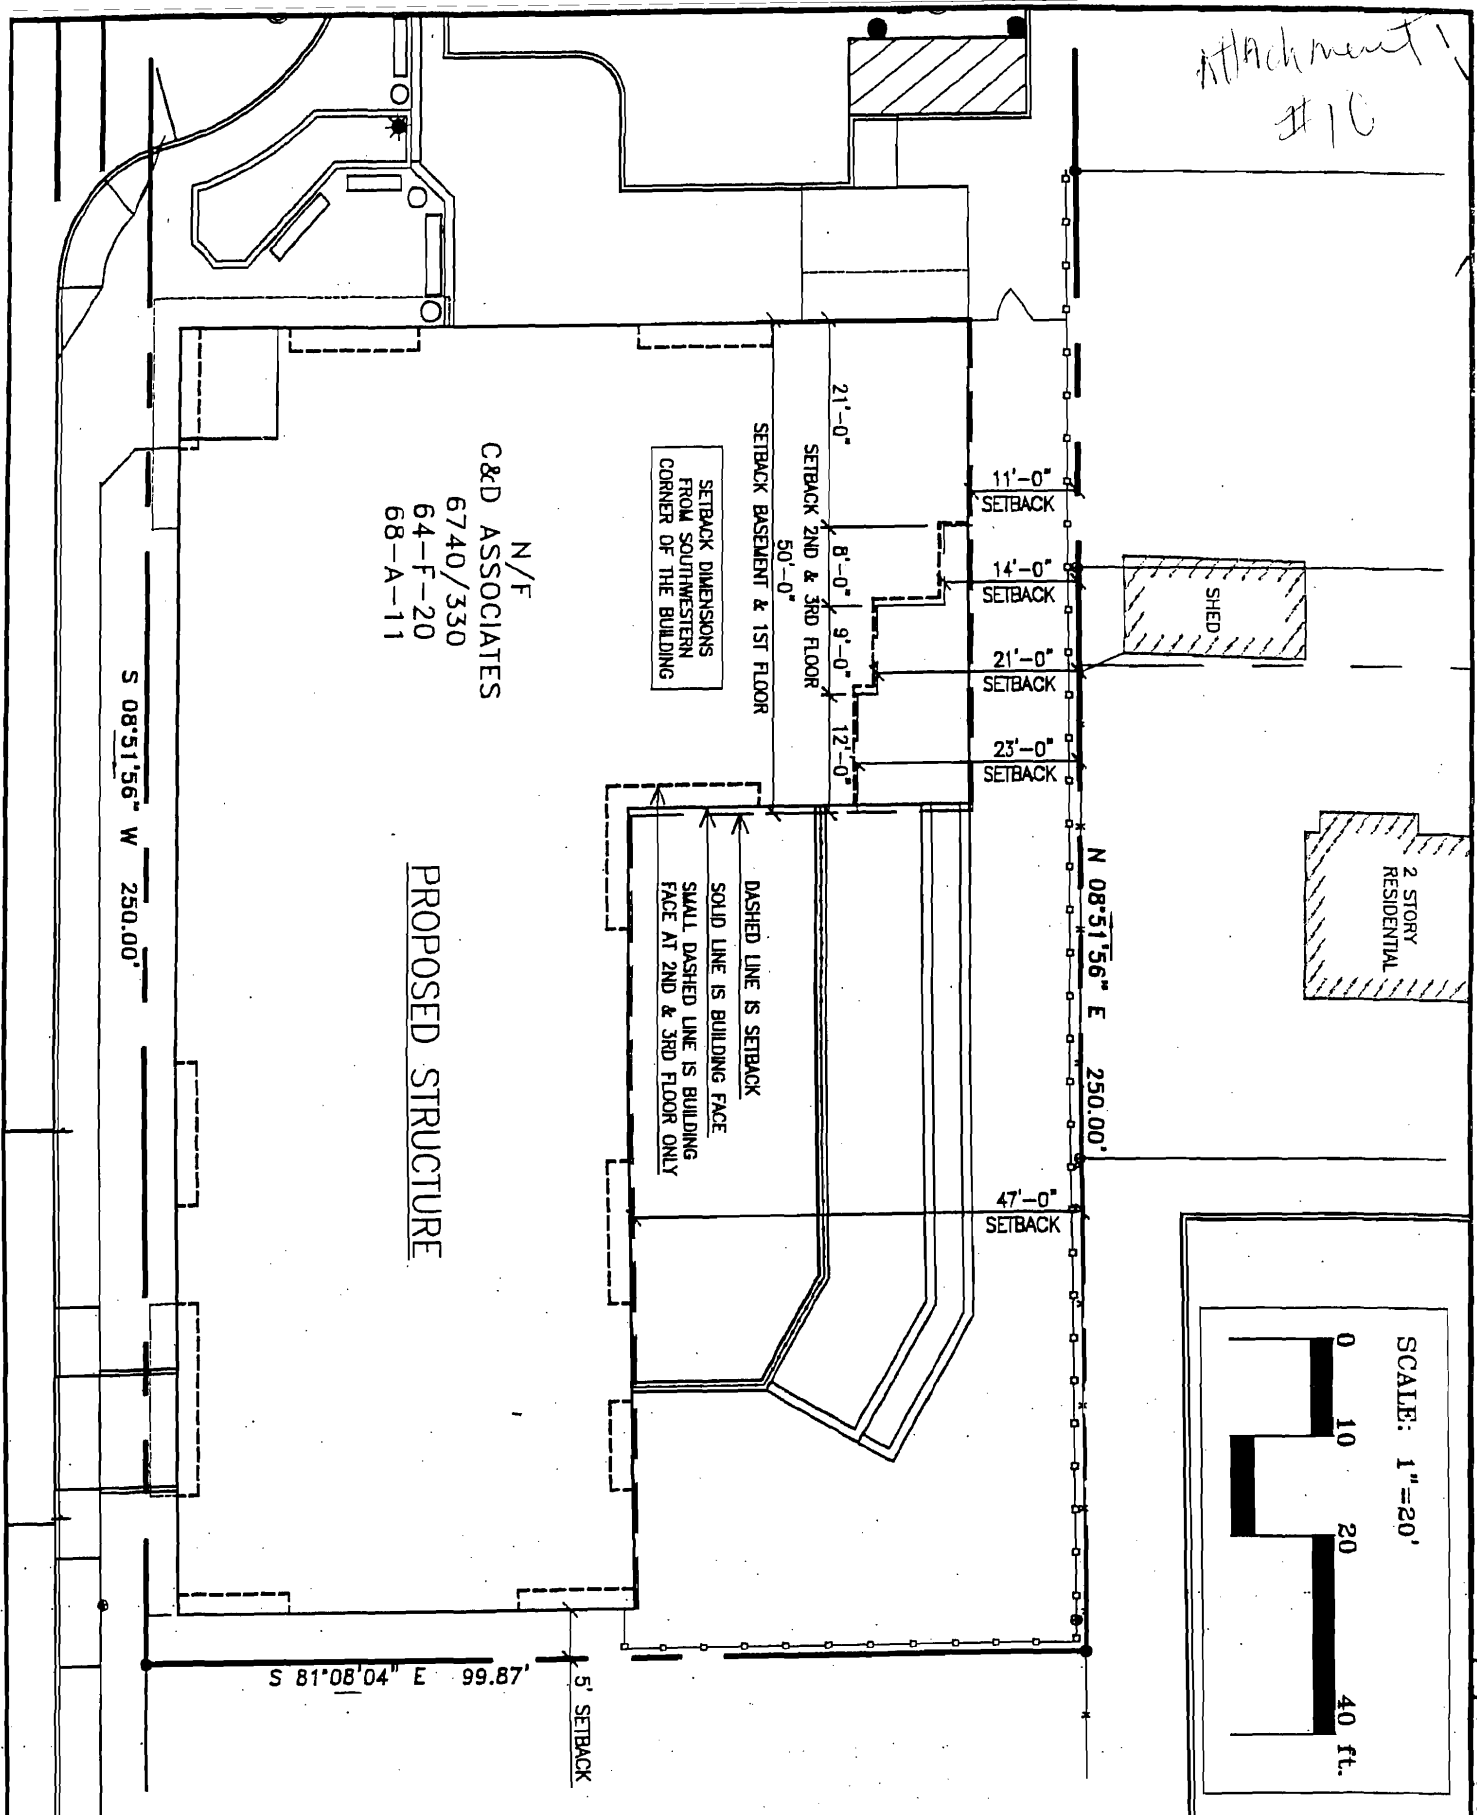 Attachment
#1C
SCALE: 1"=20'
0 10 20 40 ft.
SHED
2 STORY
RESIDENTIAL
N 08°51'56" E 250.00'
11'-0"
SETBACK
14'-0"
SETBACK
21'-0"
SETBACK
23'-0"
SETBACK
47'-0"
SETBACK
21'-0"
8'-0"
9'-0"
12'-0"
SETBACK 2ND & 3RD FLOOR
50'-0"
SETBACK BASEMENT & 1ST FLOOR
SETBACK DIMENSIONS
FROM SOUTHWESTERN
CORNER OF THE BUILDING
DASHED LINE IS SETBACK
SOLID LINE IS BUILDING FACE
SMALL DASHED LINE IS BUILDING
FACE AT 2ND & 3RD FLOOR ONLY
N/F
C&D ASSOCIATES
6740/330
64-F-20
68-A-11
PROPOSED STRUCTURE
S 08°51'56" W 250.00'
S 81°08'04" E 99.87'
5' SETBACK